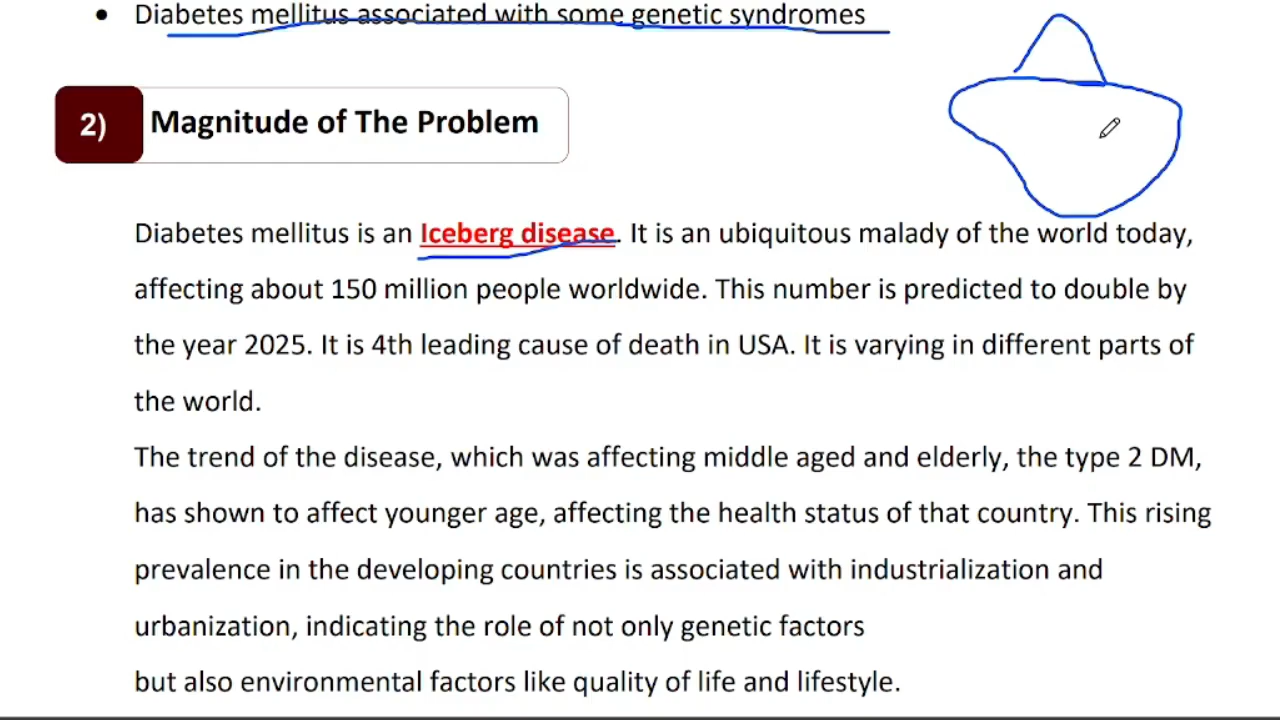 • Diabetes mellitus associated with some genetic syndromes
2) Magnitude of The Problem
Diabetes mellitus is an Iceberg disease. It is an ubiquitous malady of the world today,
affecting about 150 million people worldwide. This number is predicted to double by
the year 2025. It is 4th leading cause of death in USA. It is varying in different parts of
the world.
The trend of the disease, which was affecting middle aged and elderly, the type 2 DM,
has shown to affect younger age, affecting the health status of that country. This rising
prevalence in the developing countries is associated with industrialization and
urbanization, indicating the role of not only genetic factors
but also environmental factors like quality of life and lifestyle.